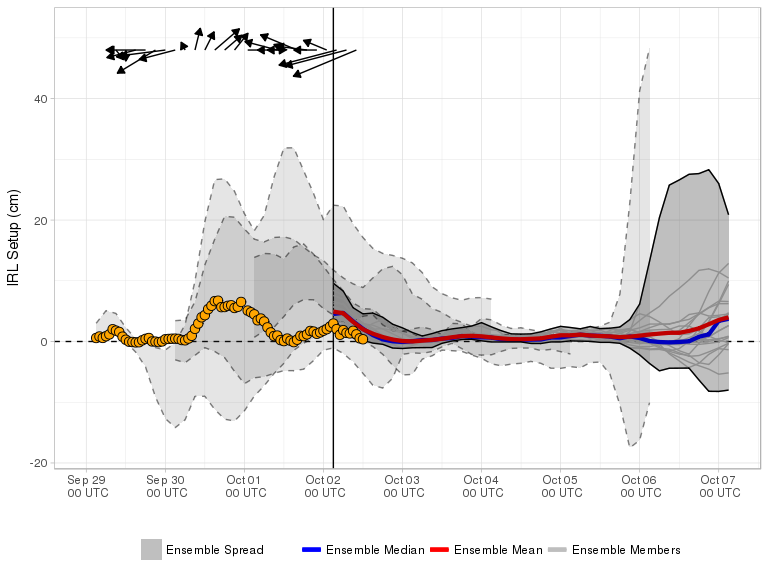 IRL Setup (cm)
40
20
0
-20
Sep 29 Sep 30 Oct 01 Oct 02 Oct 03 Oct 04 Oct 05 Oct 06 Oct 07
00 UTC 00 UTC 00 UTC 00 UTC 00 UTC 00 UTC 00 UTC 00 UTC 00 UTC
Ensemble Spread Ensemble Median Ensemble Mean Ensemble Members